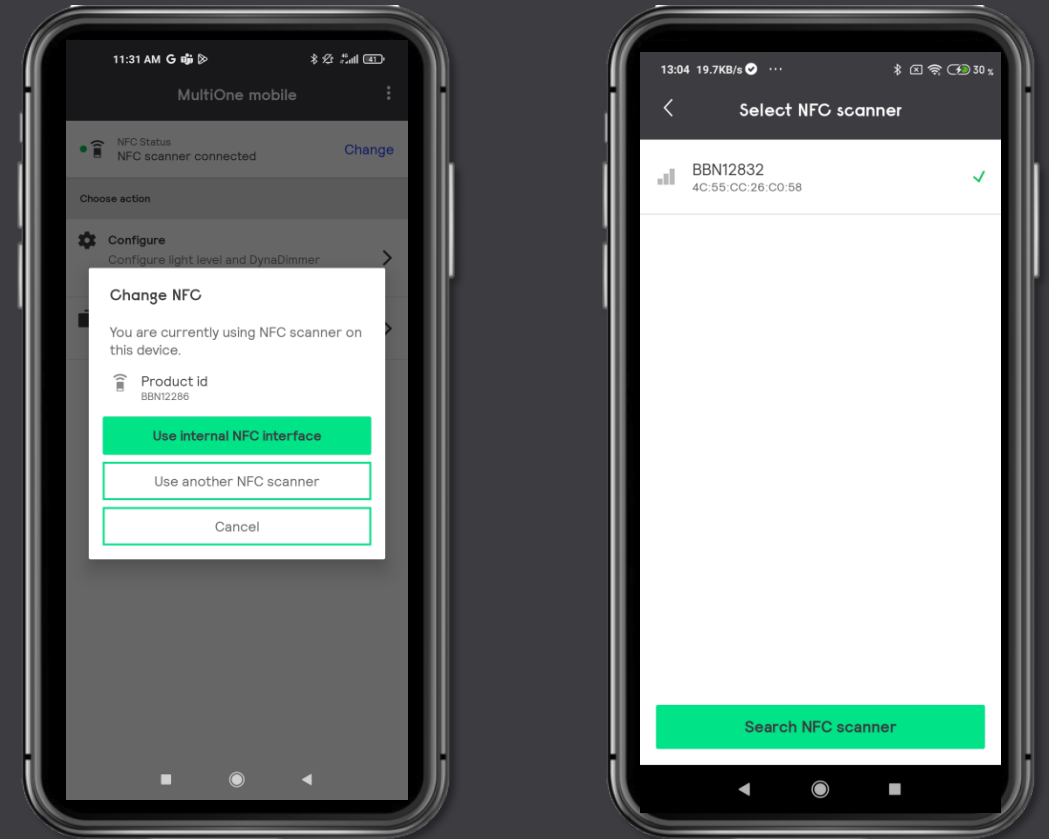 11:31 AM
41
MultiOne mobile
NFC Status
NFC scanner connected
Change
Choose action
Configure
Configure light level and DynaDimmer
Change NFC
You are currently using NFC scanner on
this device.
Product id
BBN12286
Use internal NFC interface
Use another NFC scanner
Cancel
13:04 19.7KB/s ···
30 %
Select NFC scanner
BBN12832
4C:55:CC:26:C0:58
Search NFC scanner